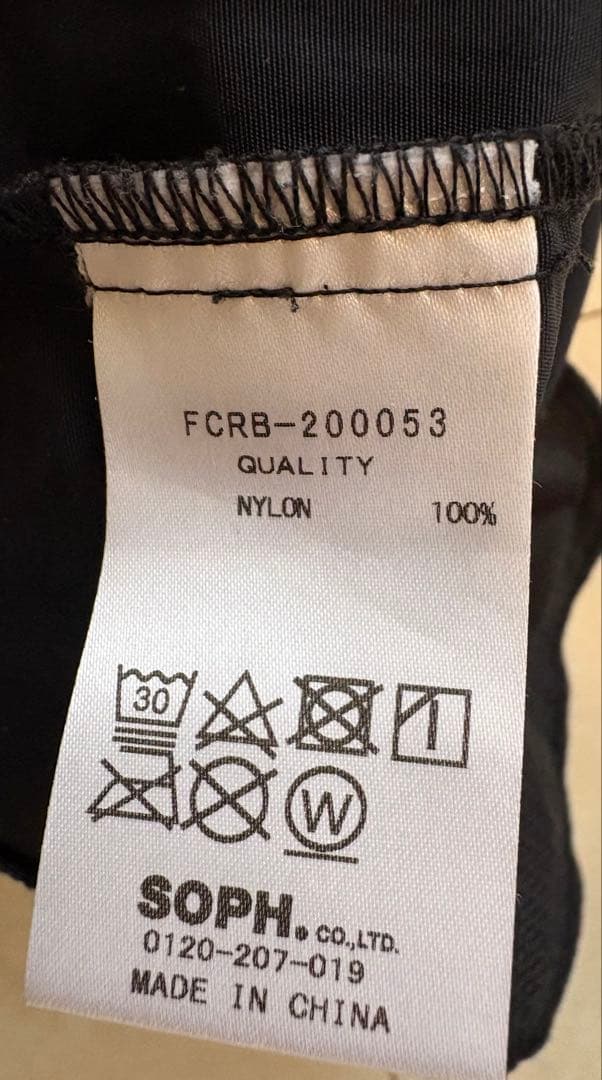 FCRB-200053
QUALITY
NYLON 100%
30
W
SOPH. CO.,LTD.
0120-207-019
MADE IN CHINA